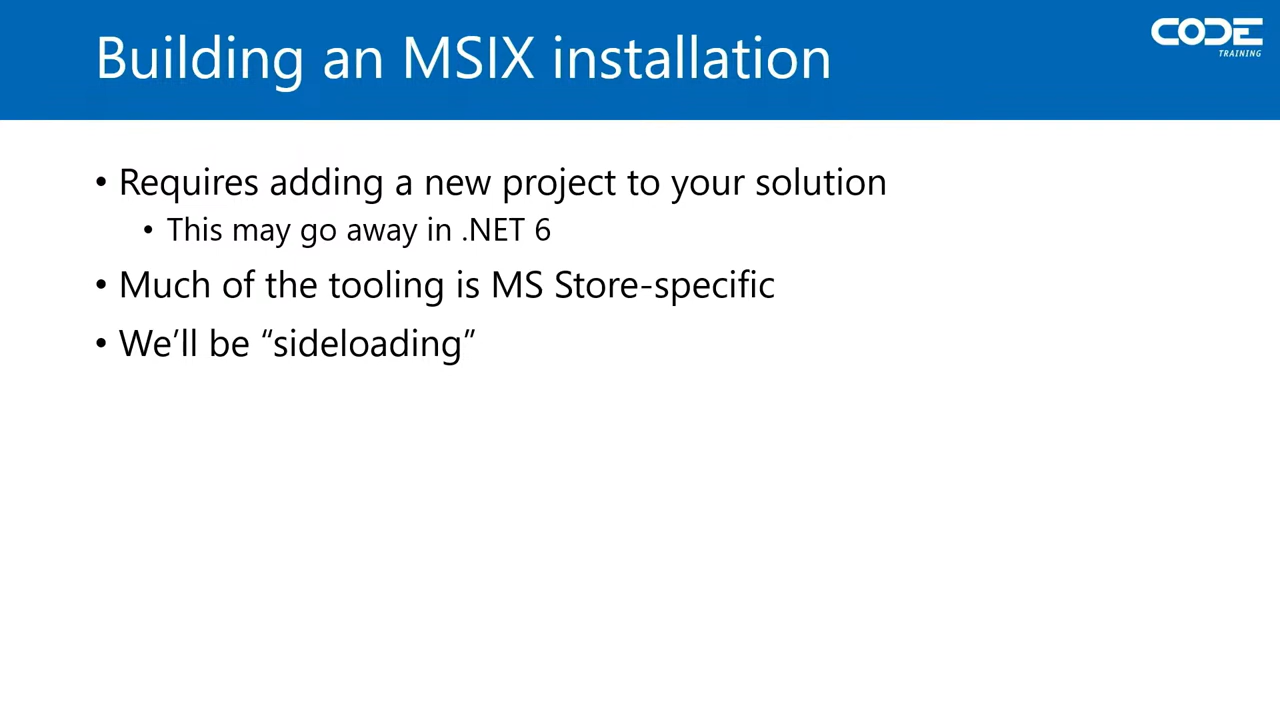 Building an MSIX installation
CODE
TRAINING
• Requires adding a new project to your solution
• This may go away in .NET 6
• Much of the tooling is MS Store-specific
• We’ll be “sideloading”